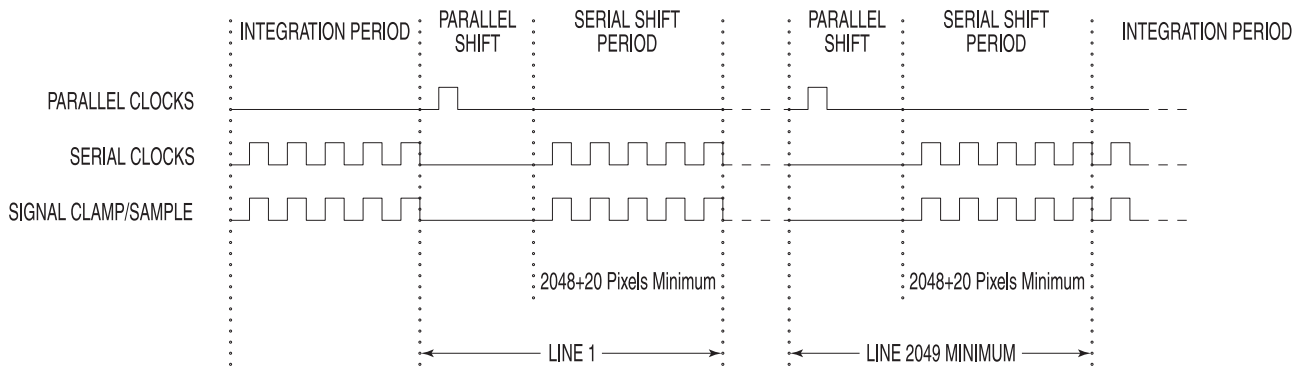 INTEGRATION PERIOD
PARALLEL
SHIFT
SERIAL SHIFT
PERIOD
PARALLEL
SHIFT
SERIAL SHIFT
PERIOD
INTEGRATION PERIOD
PARALLEL CLOCKS
SERIAL CLOCKS
SIGNAL CLAMP/SAMPLE
2048+20 Pixels Minimum
2048+20 Pixels Minimum
LINE 1
LINE 2049 MINIMUM